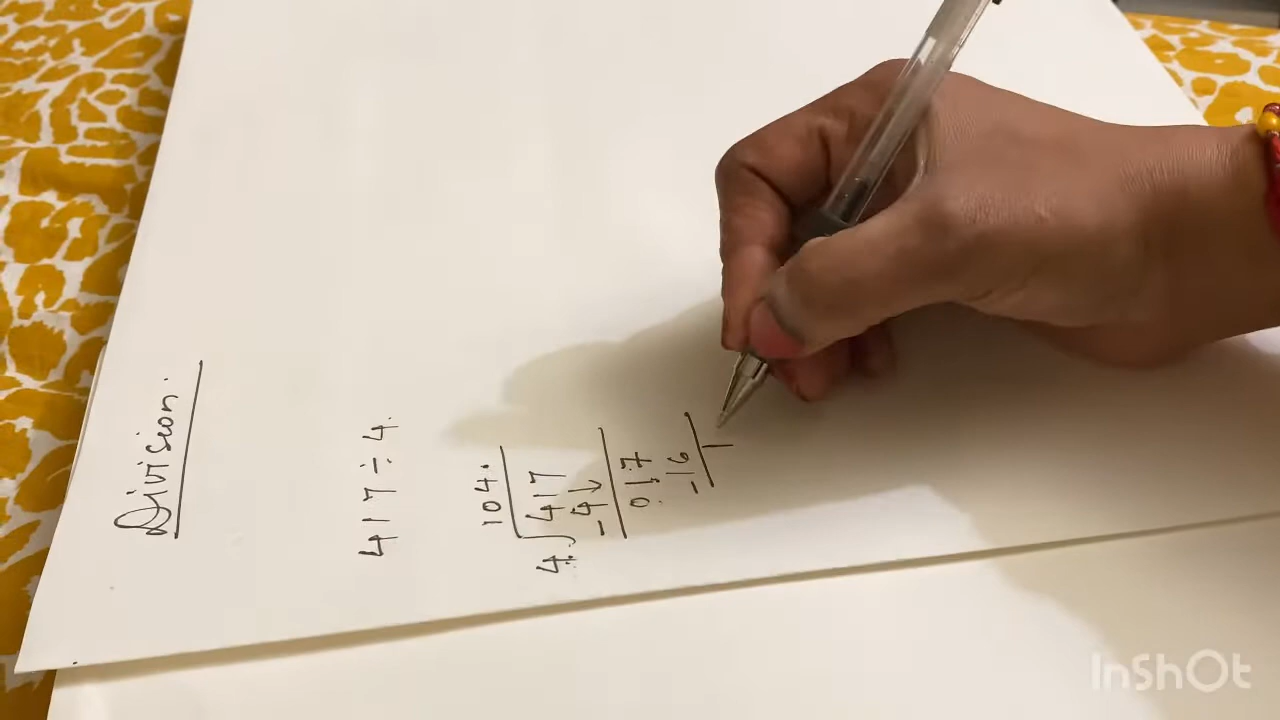 Division.
417 ÷ 4.
104.
4.√417
-4↓
017
-16
1
InShOt